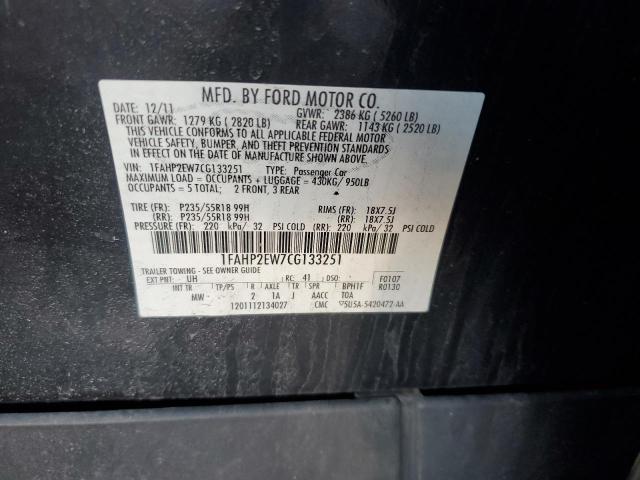 MFD. BY FORD MOTOR CO.
DATE: 12/11 GVWR: 2386 KG ( 5260 LB)
FRONT GAWR: 1279 KG ( 2820 LB) REAR GAWR: 1143 KG ( 2520 LB)
THIS VEHICLE CONFORMS TO ALL APPLICABLE FEDERAL MOTOR
VEHICLE SAFETY, BUMPER, AND THEFT PREVENTION STANDARDS
IN EFFECT ON THE DATE OF MANUFACTURE SHOWN ABOVE.
VIN: 1FAHP2EW7CG133251 TYPE: Passenger Car
MAXIMUM LOAD = OCCUPANTS + LUGGAGE = 430KG/ 950LB
OCCUPANTS = 5 TOTAL; 2 FRONT, 3 REAR
TIRE (FR): P235/55R18 99H RIMS (FR): 18X7.5J
(RR): P235/55R18 99H (RR): 18X7.5J
PRESSURE (FR): 220 kPa/ 32 PSI COLD (RR): 220 kPa/ 32 PSI COLD
1FAHP2EW7CG133251
TRAILER TOWING - SEE OWNER GUIDE F0107
EXT PNT: UH RC: 41 DSO: R0130
INT TR TP/PS R AXLE TR SPR BPH1F
MW 2 1A J AACC TOA
1201112134027 CMC 5U5A-5420472-AA